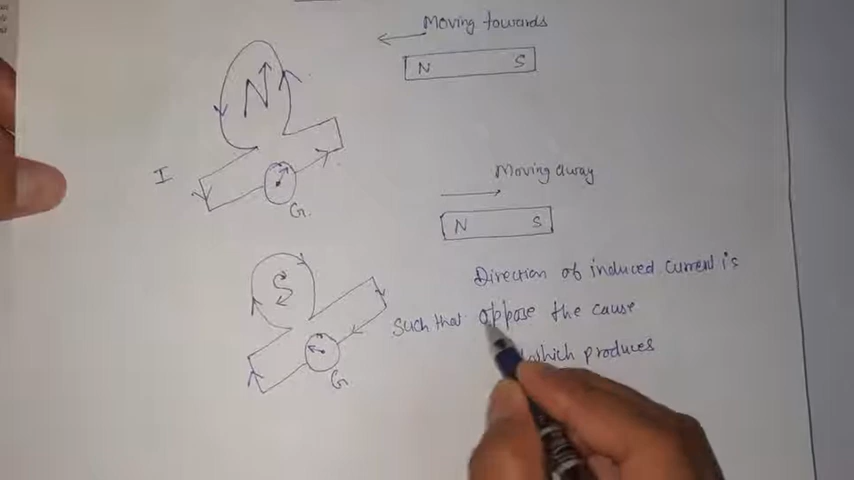 Moving towards
N S
N
I
G
Moving away
N S
S
G
Direction of induced current is
Such that oppose the cause
which produces